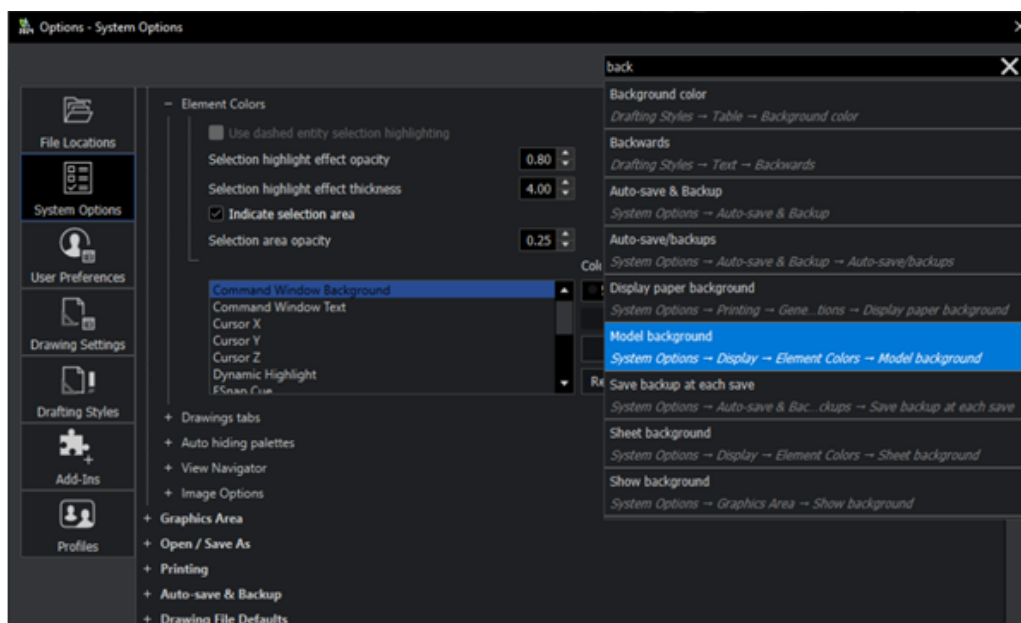 Options - System Options
back
File Locations
System Options
User Preferences
Drawing Settings
Drafting Styles
Add-Ins
Profiles
− Element Colors
Use dashed entity selection highlighting
Selection highlight effect opacity 0.80
Selection highlight effect thickness 4.00
Indicate selection area
Selection area opacity 0.25
Command Window Background
Command Window Text
Cursor X
Cursor Y
Cursor Z
Dynamic Highlight
ESnap Cue
+ Drawings tabs
+ Auto hiding palettes
+ View Navigator
+ Image Options
+ Graphics Area
+ Open / Save As
+ Printing
+ Auto-save & Backup
+ Drawing File Defaults
Background color
Drafting Styles → Table → Background color
Backwards
Drafting Styles → Text → Backwards
Auto-save & Backup
System Options → Auto-save & Backup
Auto-save/backups
System Options → Auto-save & Backup → Auto-save/backups
Display paper background
System Options → Printing → Gene...tions → Display paper background
Model background
System Options → Display → Element Colors → Model background
Save backup at each save
System Options → Auto-save & Bac...ckups → Save backup at each save
Sheet background
System Options → Display → Element Colors → Sheet background
Show background
System Options → Graphics Area → Show background